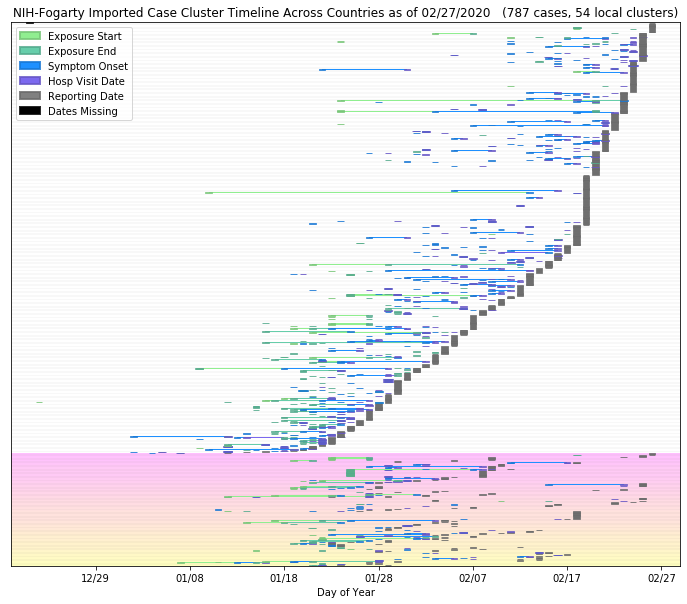 NIH-Fogarty Imported Case Cluster Timeline Across Countries as of 02/27/2020   (787 cases, 54 local clusters)
Exposure Start
Exposure End
Symptom Onset
Hosp Visit Date
Reporting Date
Dates Missing
12/29 01/08 01/18 01/28 02/07 02/17 02/27
Day of Year